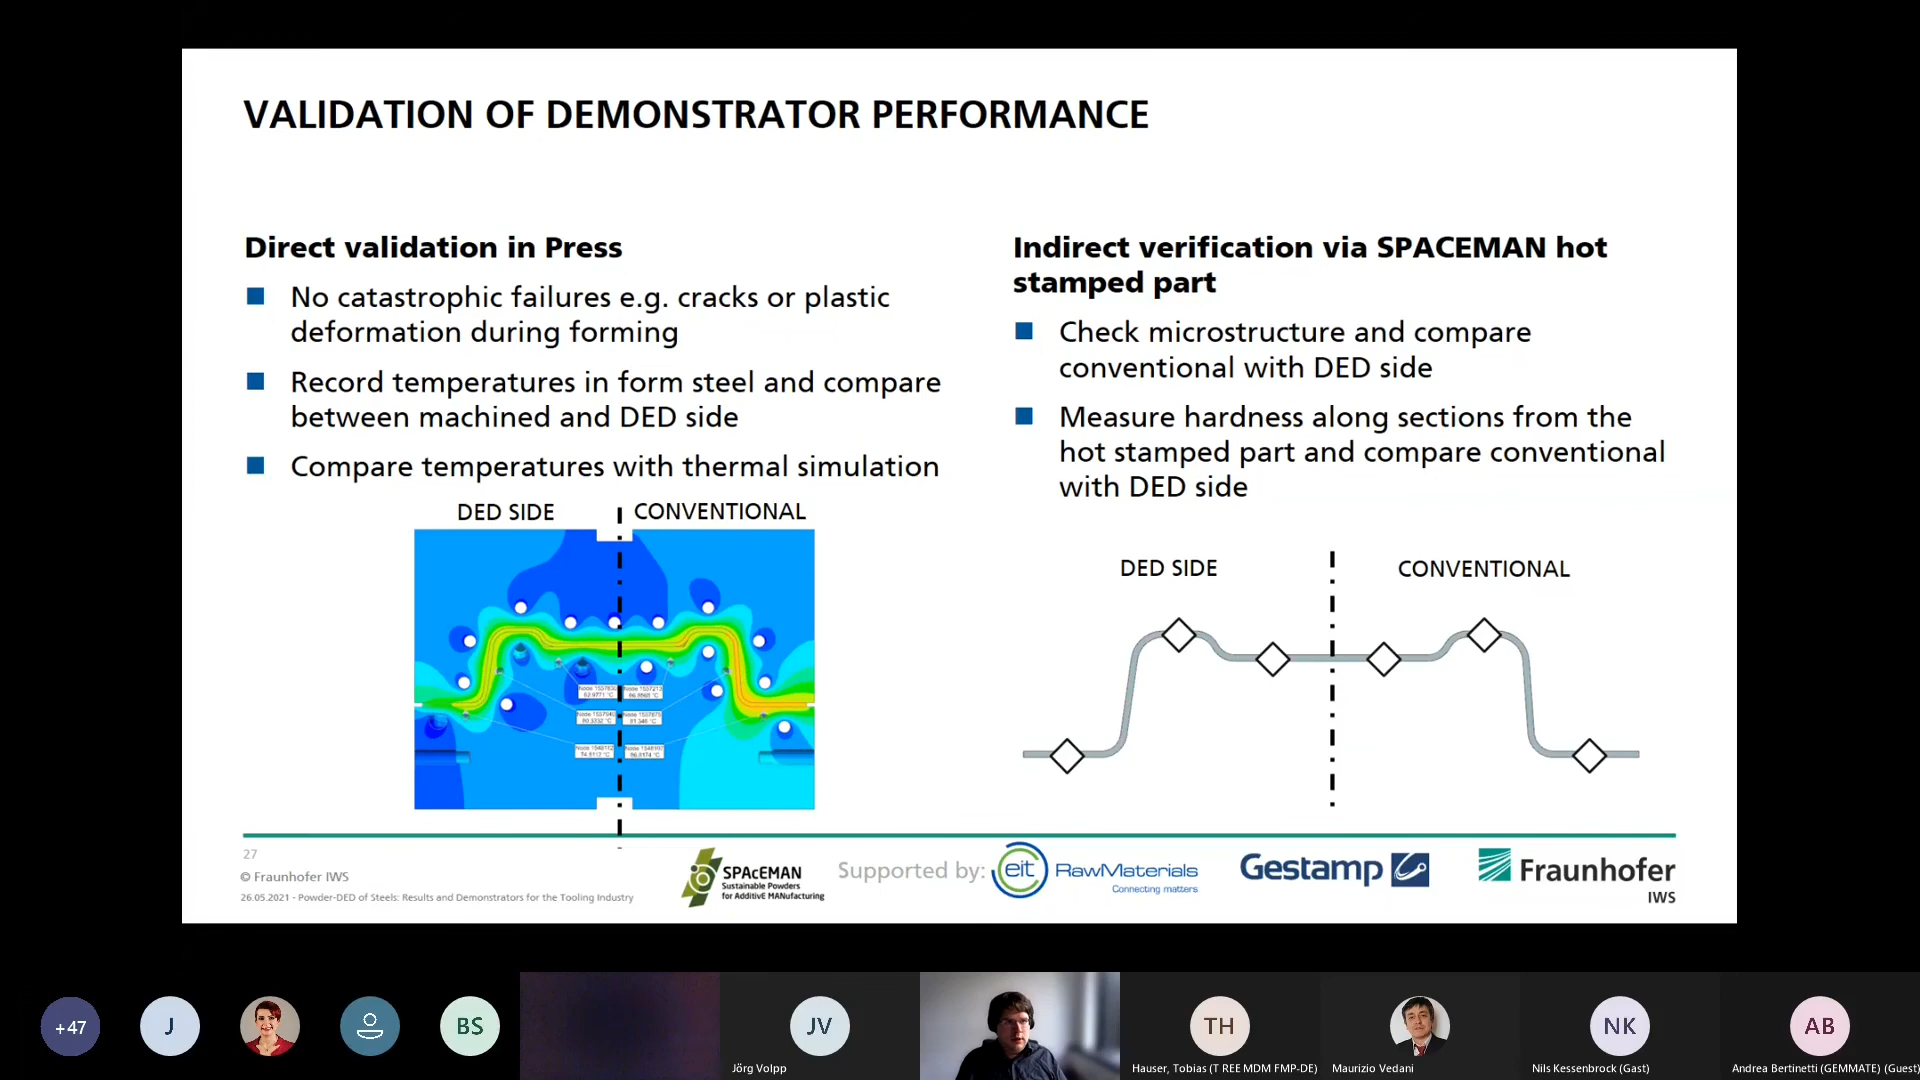 VALIDATION OF DEMONSTRATOR PERFORMANCE
Direct validation in Press
No catastrophic failures e.g. cracks or plastic
deformation during forming
Record temperatures in form steel and compare
between machined and DED side
Compare temperatures with thermal simulation
DED SIDE
CONVENTIONAL
Indirect verification via SPACEMAN hot
stamped part
Check microstructure and compare
conventional with DED side
Measure hardness along sections from the
hot stamped part and compare conventional
with DED side
DED SIDE
CONVENTIONAL
27
© Fraunhofer IWS
26.05.2021 - Powder-DED of Steels: Results and Demonstrators for the Tooling Industry
SPAcEMAN
Sustainable Powders
for AdditivE MANufacturing
Supported by:
eit
RawMaterials
Connecting matters
Gestamp
Fraunhofer
IWS
+47
J
BS
JV
Jörg Volpp
TH
Hauser, Tobias (T REE MDM FMP-DE)
Maurizio Vedani
NK
Nils Kessenbrock (Gast)
AB
Andrea Bertinetti (GEMMATE) (Guest)